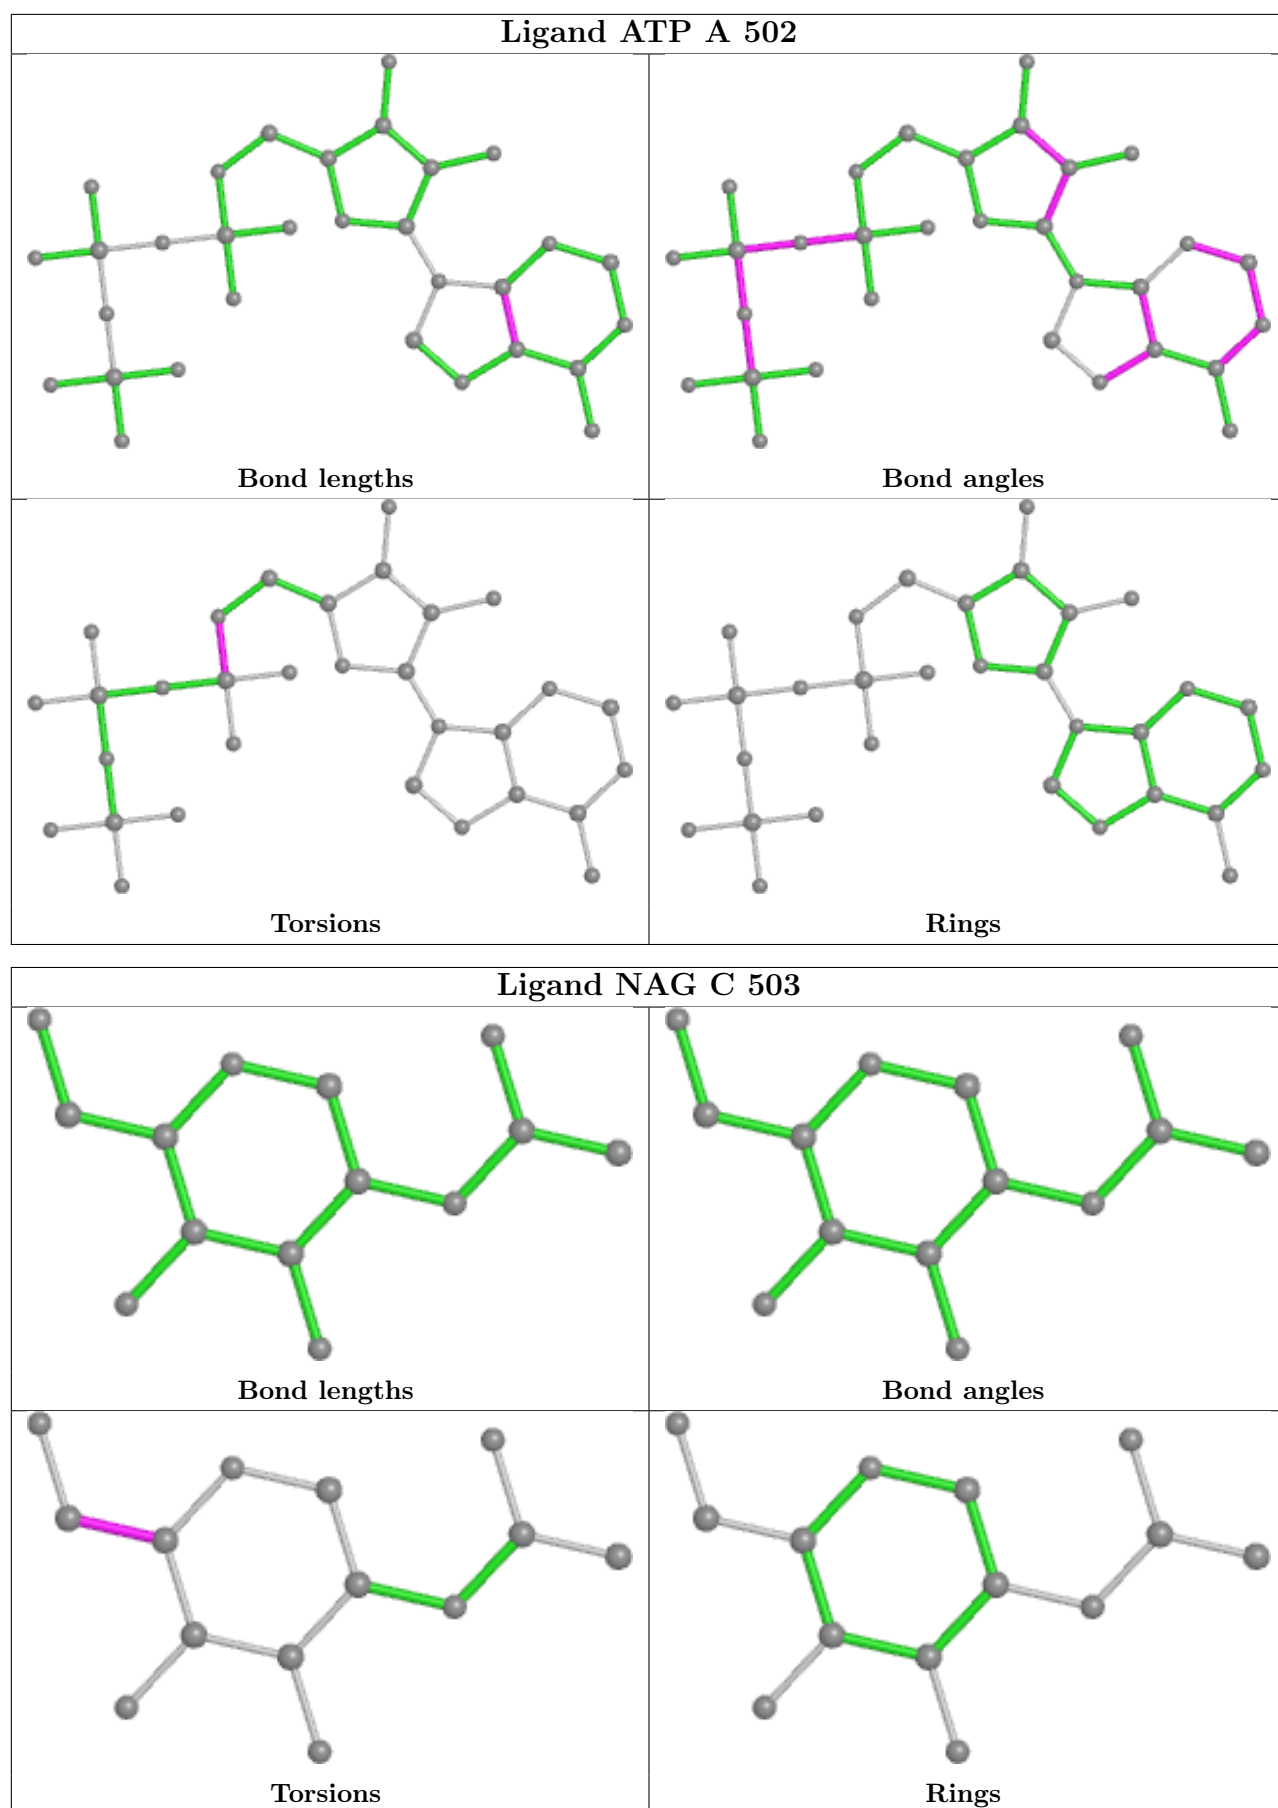 Ligand ATP A 502
Bond lengths
Bond angles
Torsions
Rings
Ligand NAG C 503
Bond lengths
Bond angles
Torsions
Rings